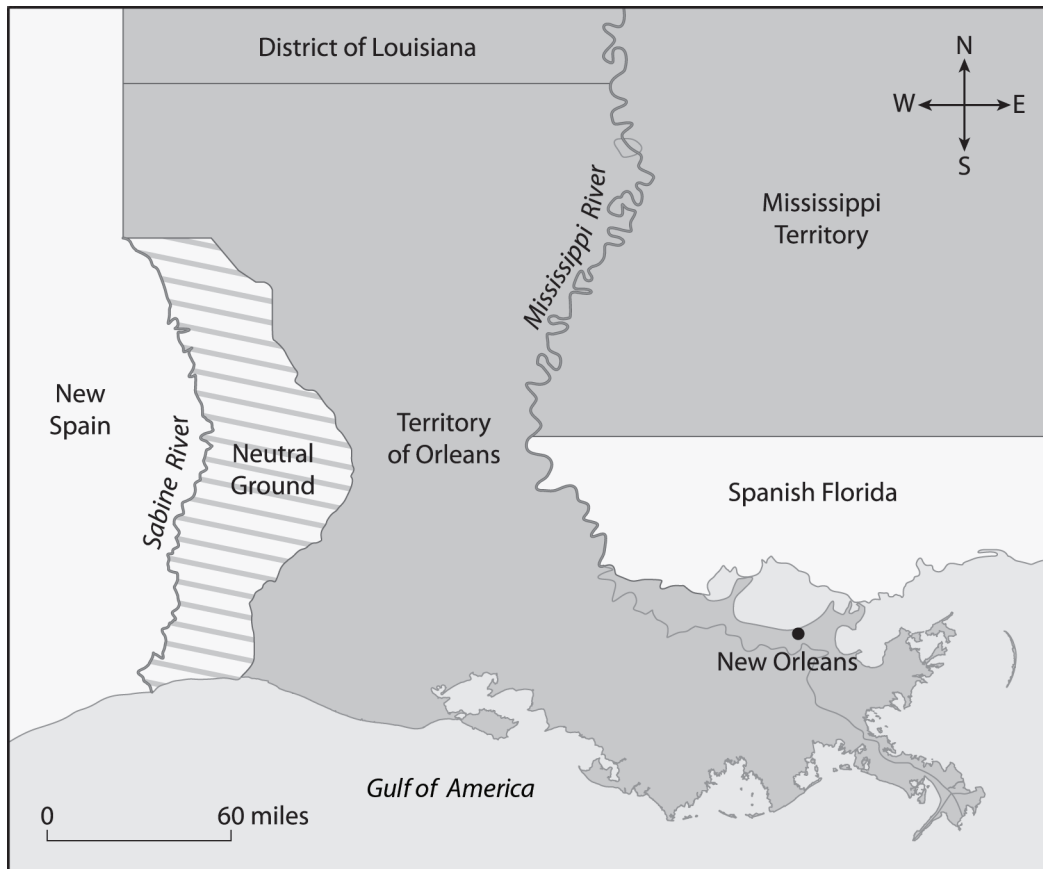 District of Louisiana
N
W
E
S
Mississippi River
Mississippi
Territory
New
Spain
Sabine River
Neutral
Ground
Territory
of Orleans
Spanish Florida
New Orleans
Gulf of America
0
60 miles